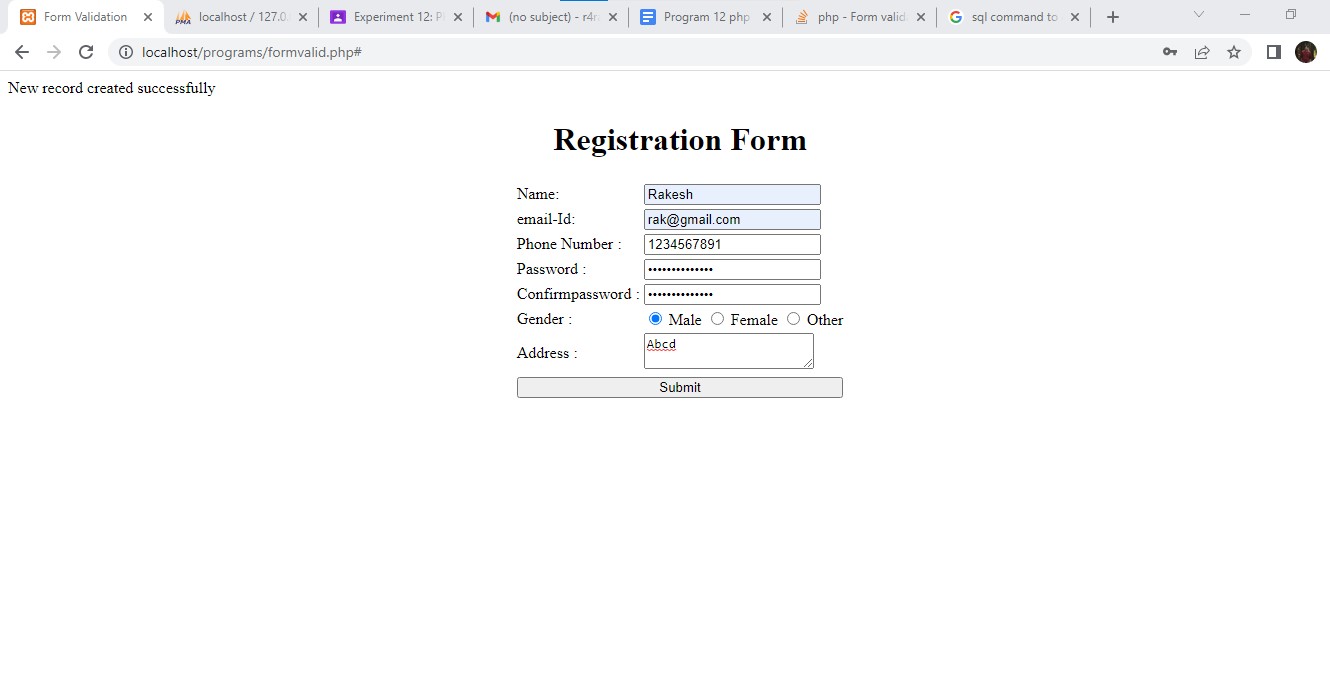 Form Validation
localhost / 127.0.
Experiment 12: P
(no subject) - r4r
Program 12 php
php - Form valid
sql command to
localhost/programs/formvalid.php#
New record created successfully
Registration Form
Name: Rakesh
email-Id: rak@gmail.com
Phone Number : 1234567891
Password : ••••••••••••••
Confirmpassword : ••••••••••••••
Gender : Male Female Other
Address : Abcd
Submit